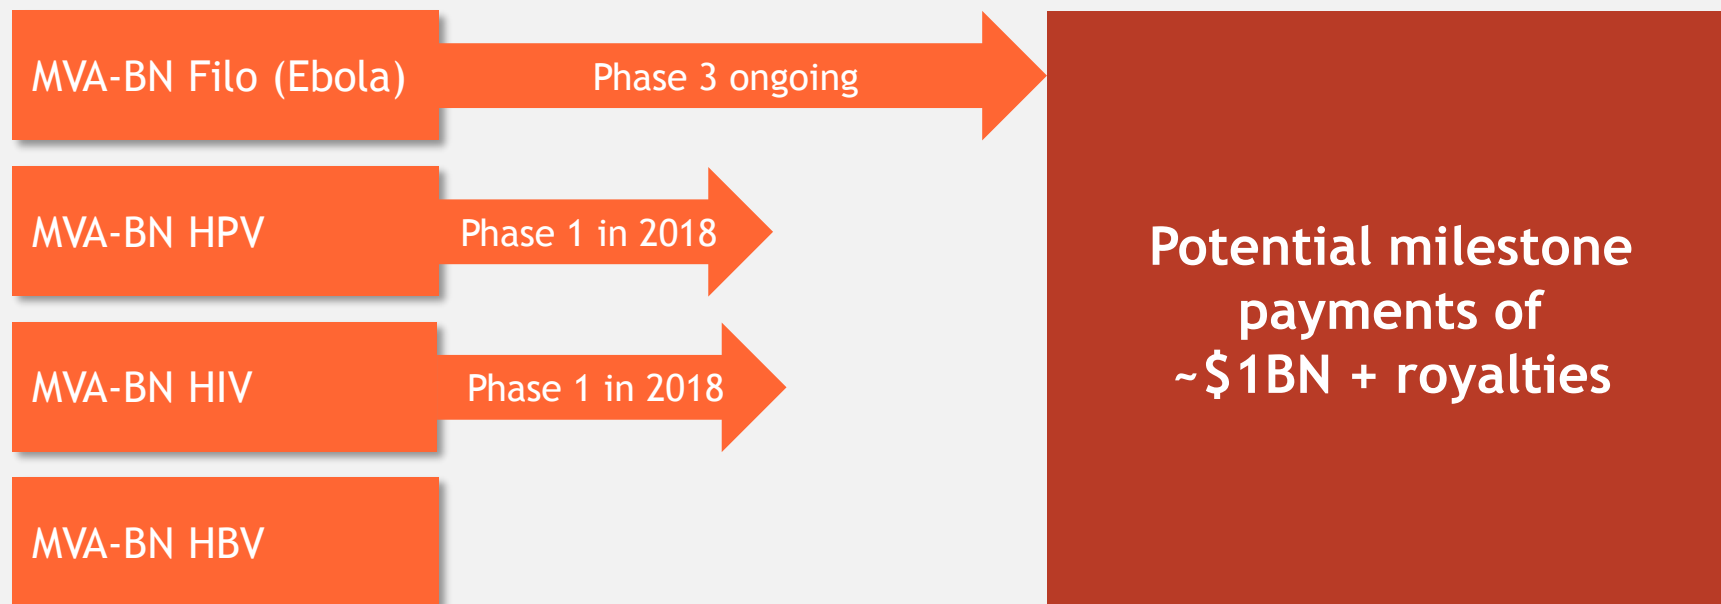 MVA-BN Filo (Ebola)
Phase 3 ongoing
MVA-BN HPV
Phase 1 in 2018
MVA-BN HIV
Phase 1 in 2018
MVA-BN HBV
Potential milestone
payments of
~$1BN + royalties